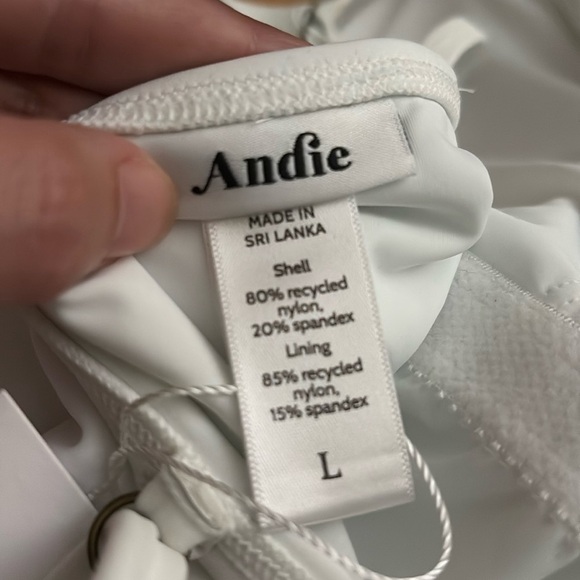 Andie
MADE IN
SRI LANKA
Shell
80% recycled
nylon,
20% spandex
Lining
85% recycled
nylon,
15% spandex
L